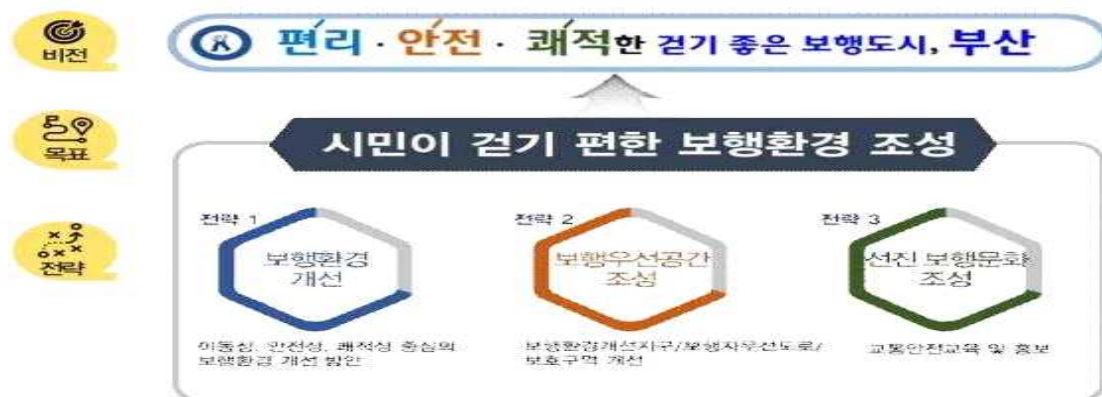 비전
편리 · 안전 · 쾌적한 걷기 좋은 보행도시, 부산
목표
시민이 걷기 편한 보행환경 조성
전략
전략 1
보행환경
개선
이동성, 안전성, 쾌적성 중심의
보행환경 개선 방안
전략 2
보행우선공간
조성
보행환경개선지구/보행자우선도로/
보호구역 개선
전략 3
선진 보행문화
조성
교통안전교육 및 홍보